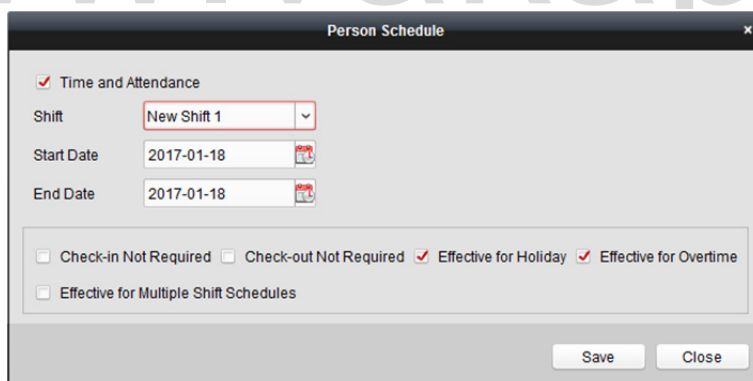 Person Schedule ×
Time and Attendance
Shift New Shift 1
Start Date 2017-01-18
End Date 2017-01-18
Check-in Not Required Check-out Not Required Effective for Holiday Effective for Overtime
Effective for Multiple Shift Schedules
Save Close